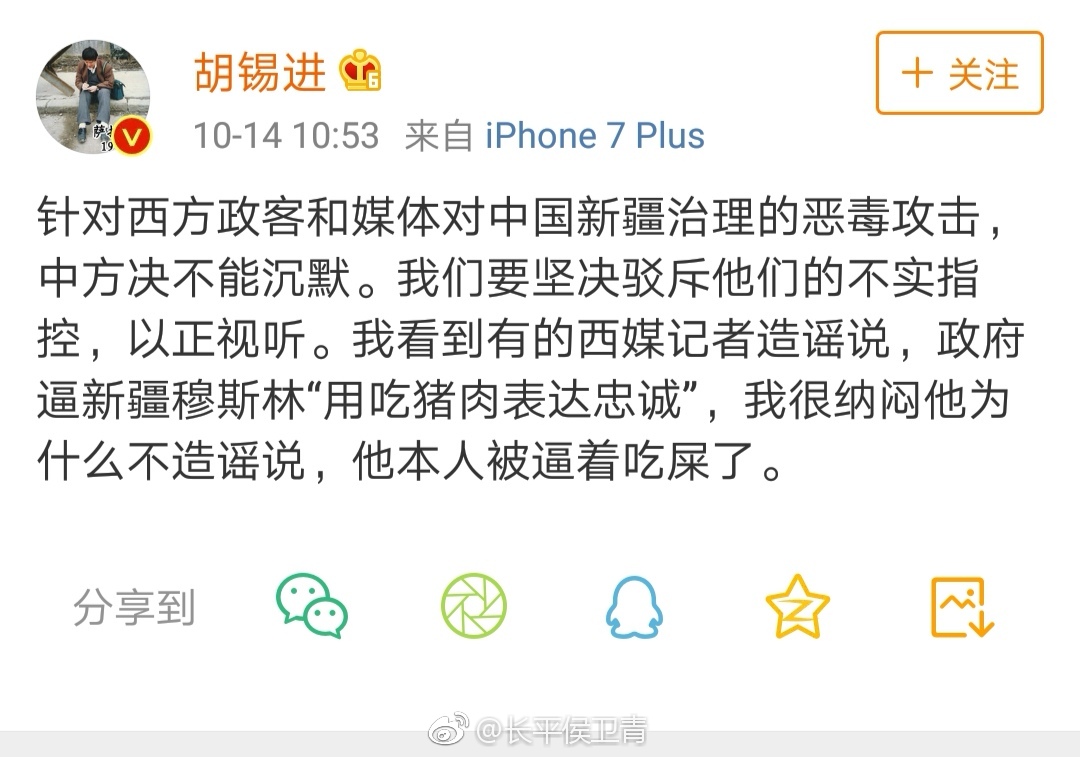 胡锡进
6
+ 关注
10-14 10:53 来自 iPhone 7 Plus
针对西方政客和媒体对中国新疆治理的恶毒攻击，
中方决不能沉默。我们要坚决驳斥他们的不实指
控，以正视听。我看到有的西媒记者造谣说，政府
逼新疆穆斯林“用吃猪肉表达忠诚”，我很纳闷他为
什么不造谣说，他本人被逼着吃屎了。
分享到
@长平侯卫青